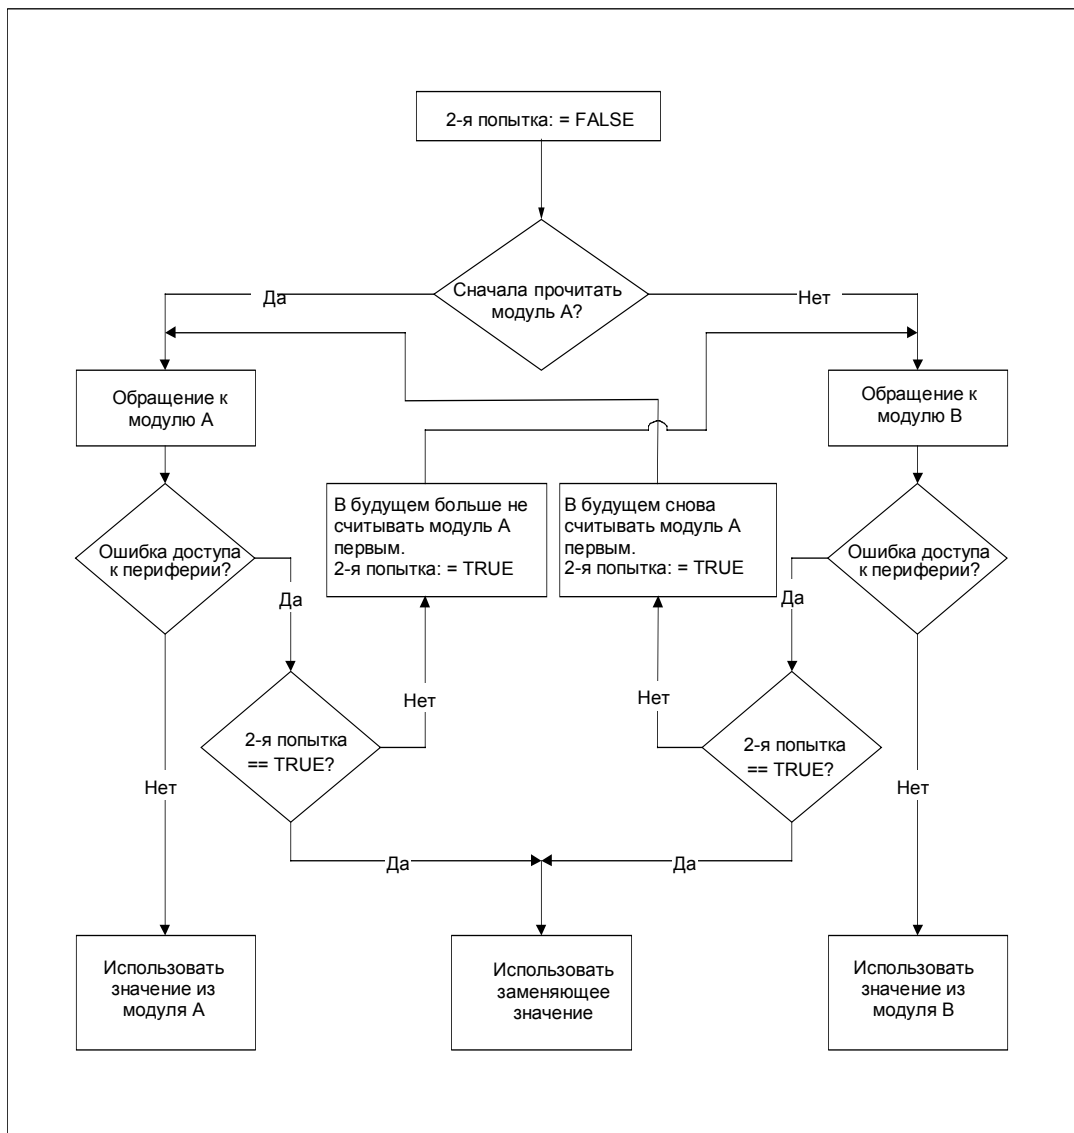 2-я попытка: = FALSE
Сначала прочитать
модуль A?
Да
Нет
Обращение к
модулю A
Обращение к
модулю B
В будущем больше не
считывать модуль A
первым.
2-я попытка: = TRUE
В будущем снова
считывать модуль A
первым.
2-я попытка: = TRUE
Ошибка доступа
к периферии?
Ошибка доступа
к периферии?
Да
Да
Нет
Нет
2-я попытка
== TRUE?
2-я попытка
== TRUE?
Нет
Нет
Да
Да
Использовать
значение из
модуля A
Использовать
заменяющее
значение
Использовать
значение из
модуля B